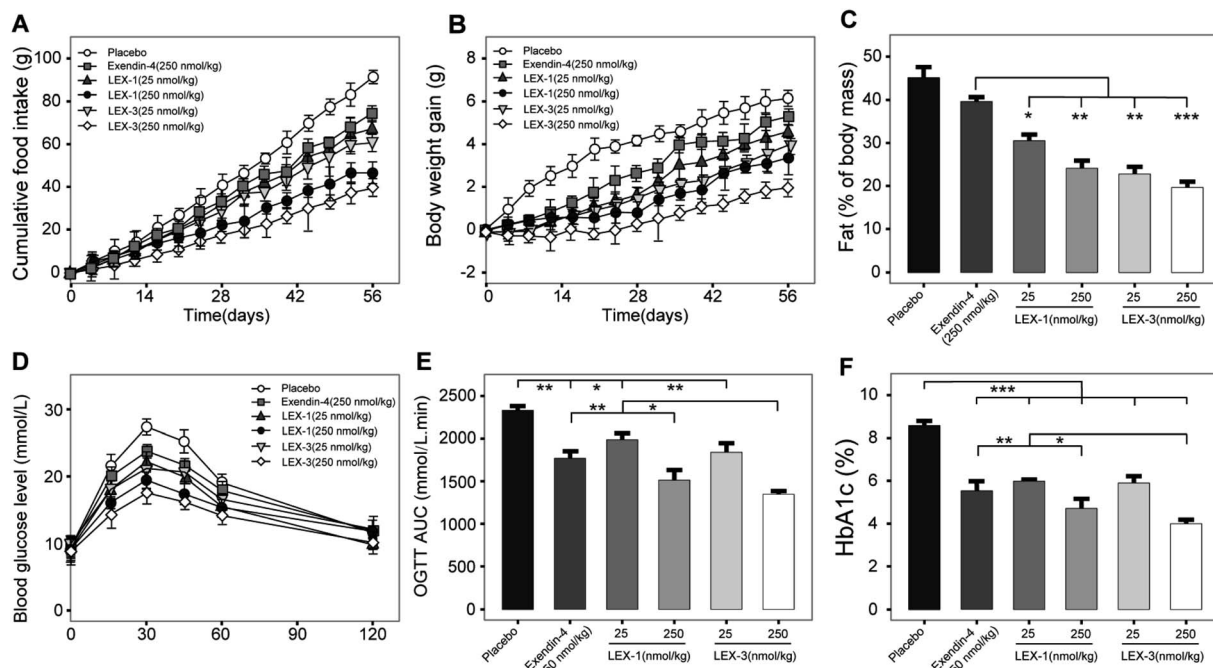 A
Cumulative food intake (g)
100
80
60
40
20
0
Placebo
Exendin-4(250 nmol/kg)
LEX-1(25 nmol/kg)
LEX-1(250 nmol/kg)
LEX-3(25 nmol/kg)
LEX-3(250 nmol/kg)
0 14 28 42 56
Time(days)
B
Body weight gain (g)
8
6
4
2
0
-2
Placebo
Exendin-4(250 nmol/kg)
LEX-1(25 nmol/kg)
LEX-1(250 nmol/kg)
LEX-3(25 nmol/kg)
LEX-3(250 nmol/kg)
0 14 28 42 56
Time(days)
C
Fat (% of body mass)
50
40
30
20
10
0
* ** ** ***
Placebo
Exendin-4
(250 nmol/kg)
25 250 25 250
LEX-1(nmol/kg) LEX-3(nmol/kg)
D
Blood glucose level (mmol/L)
30
20
10
0
Placebo
Exendin-4(250 nmol/kg)
LEX-1(25 nmol/kg)
LEX-1(250 nmol/kg)
LEX-3(25 nmol/kg)
LEX-3(250 nmol/kg)
0 30 60 90 120
E
OGTT AUC (mmol/L.min)
2500
2000
1500
1000
500
0
** * **
** *
Placebo
Exendin-4
50 nmol/kg)
25 250 25 250
LEX-1(nmol/kg) LEX-3(nmol/kg)
F
HbA1c (%)
10
8
6
4
2
0
***
** *
Placebo
Exendin-4
50 nmol/kg)
25 250 25 250
LEX-1(nmol/kg) LEX-3(nmol/kg)